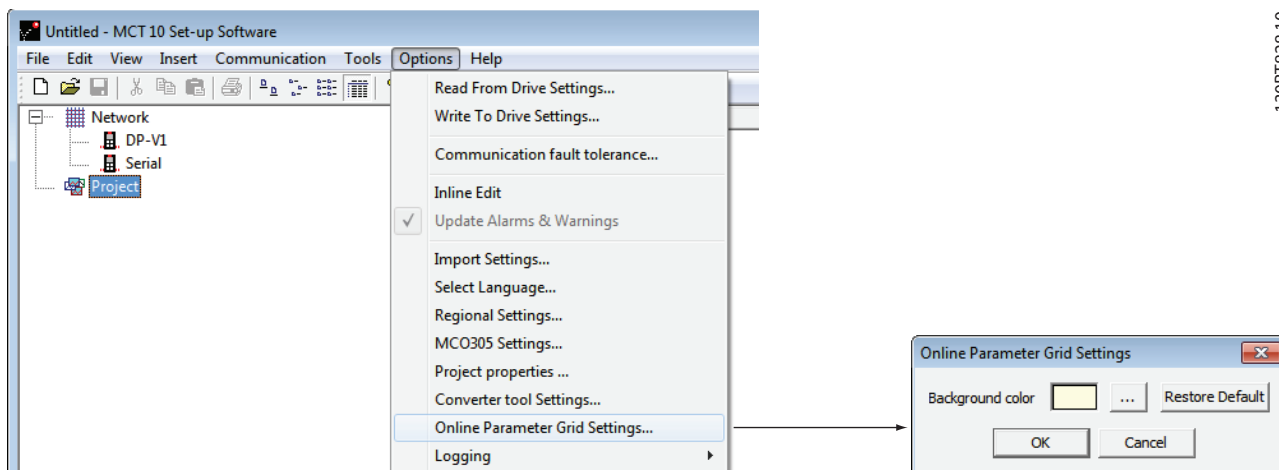 Untitled - MCT 10 Set-up Software
File Edit View Insert Communication Tools Options Help
Network
DP-V1
Serial
Project
Read From Drive Settings...
Write To Drive Settings...
Communication fault tolerance...
Inline Edit
Update Alarms & Warnings
Import Settings...
Select Language...
Regional Settings...
MCO305 Settings...
Project properties ...
Converter tool Settings...
Online Parameter Grid Settings...
Logging
Online Parameter Grid Settings
Background color ... Restore Default
OK Cancel